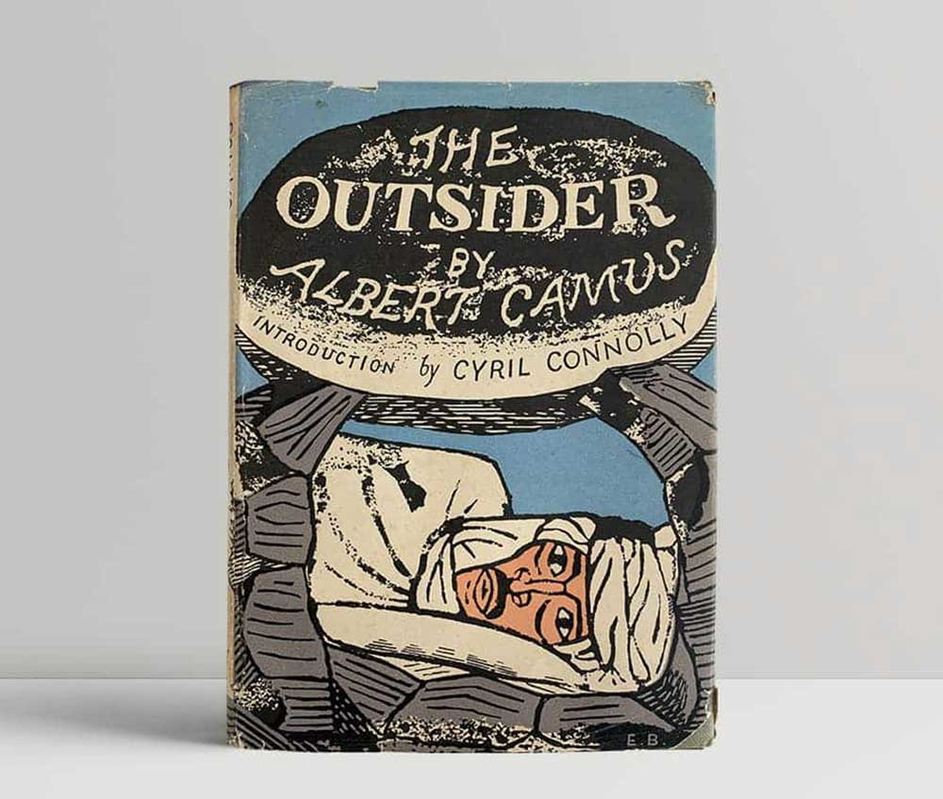 THE
OUTSIDER
BY
ALBERT CAMUS
INTRODUCTION by CYRIL CONNOLLY
E.B.